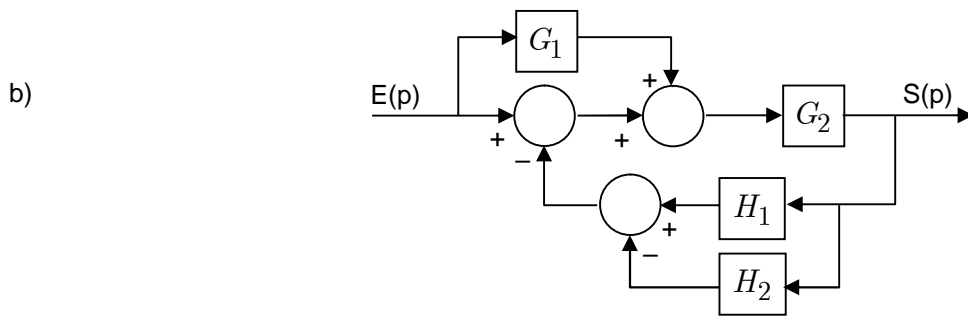 b)
G₁
+
E(p)
S(p)
+
+
G₂
−
H₁
+
−
H₂